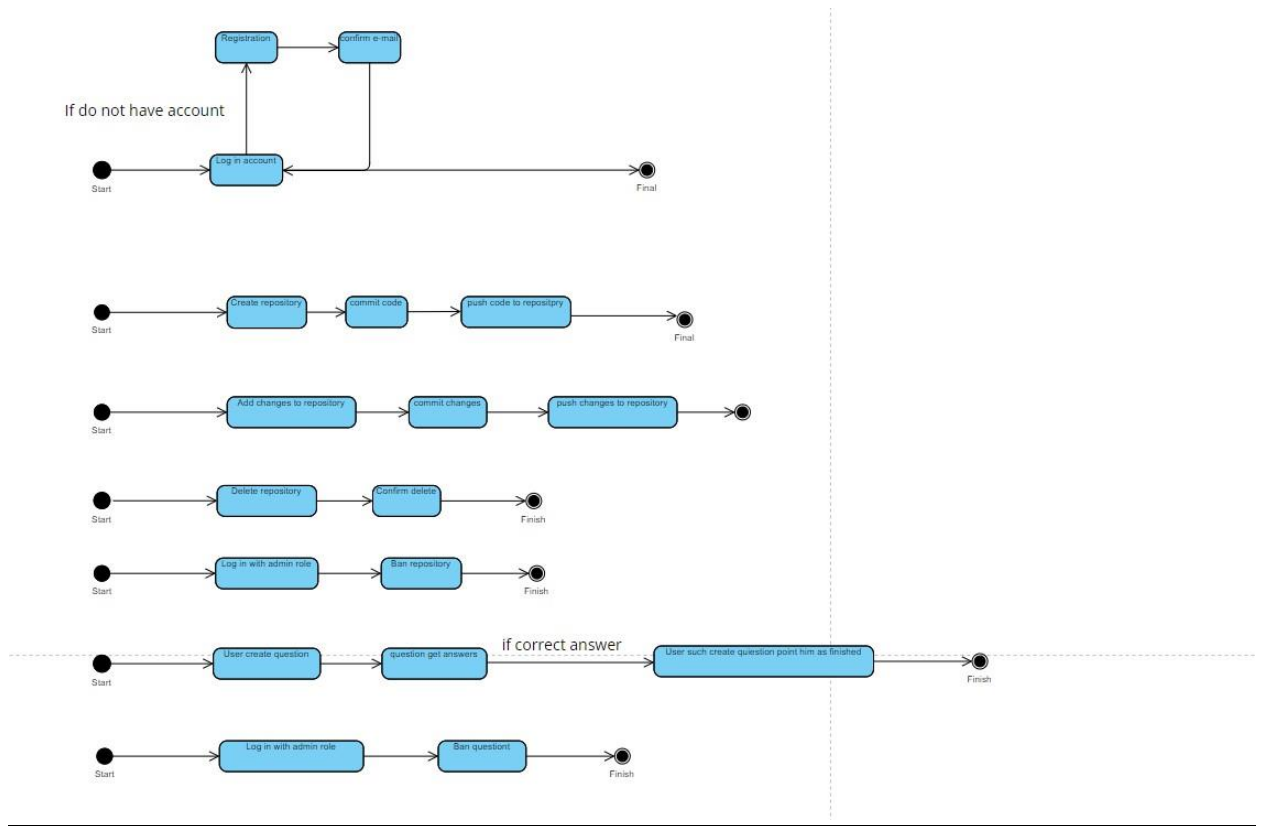 Registration
confirm e-mail
If do not have account
Log in account
Start
Final
Create repository
commit code
push code to repositpry
Start
Final
Add changes to repository
commit changes
push changes to repository
Start
Delete repository
Confirm delete
Start
Finish
Log in with admin role
Ban repository
Start
Finish
if correct answer
User create question
question get answers
User such create quiestion point him as finished
Start
Finish
Log in with admin role
Ban questiont
Start
Finish